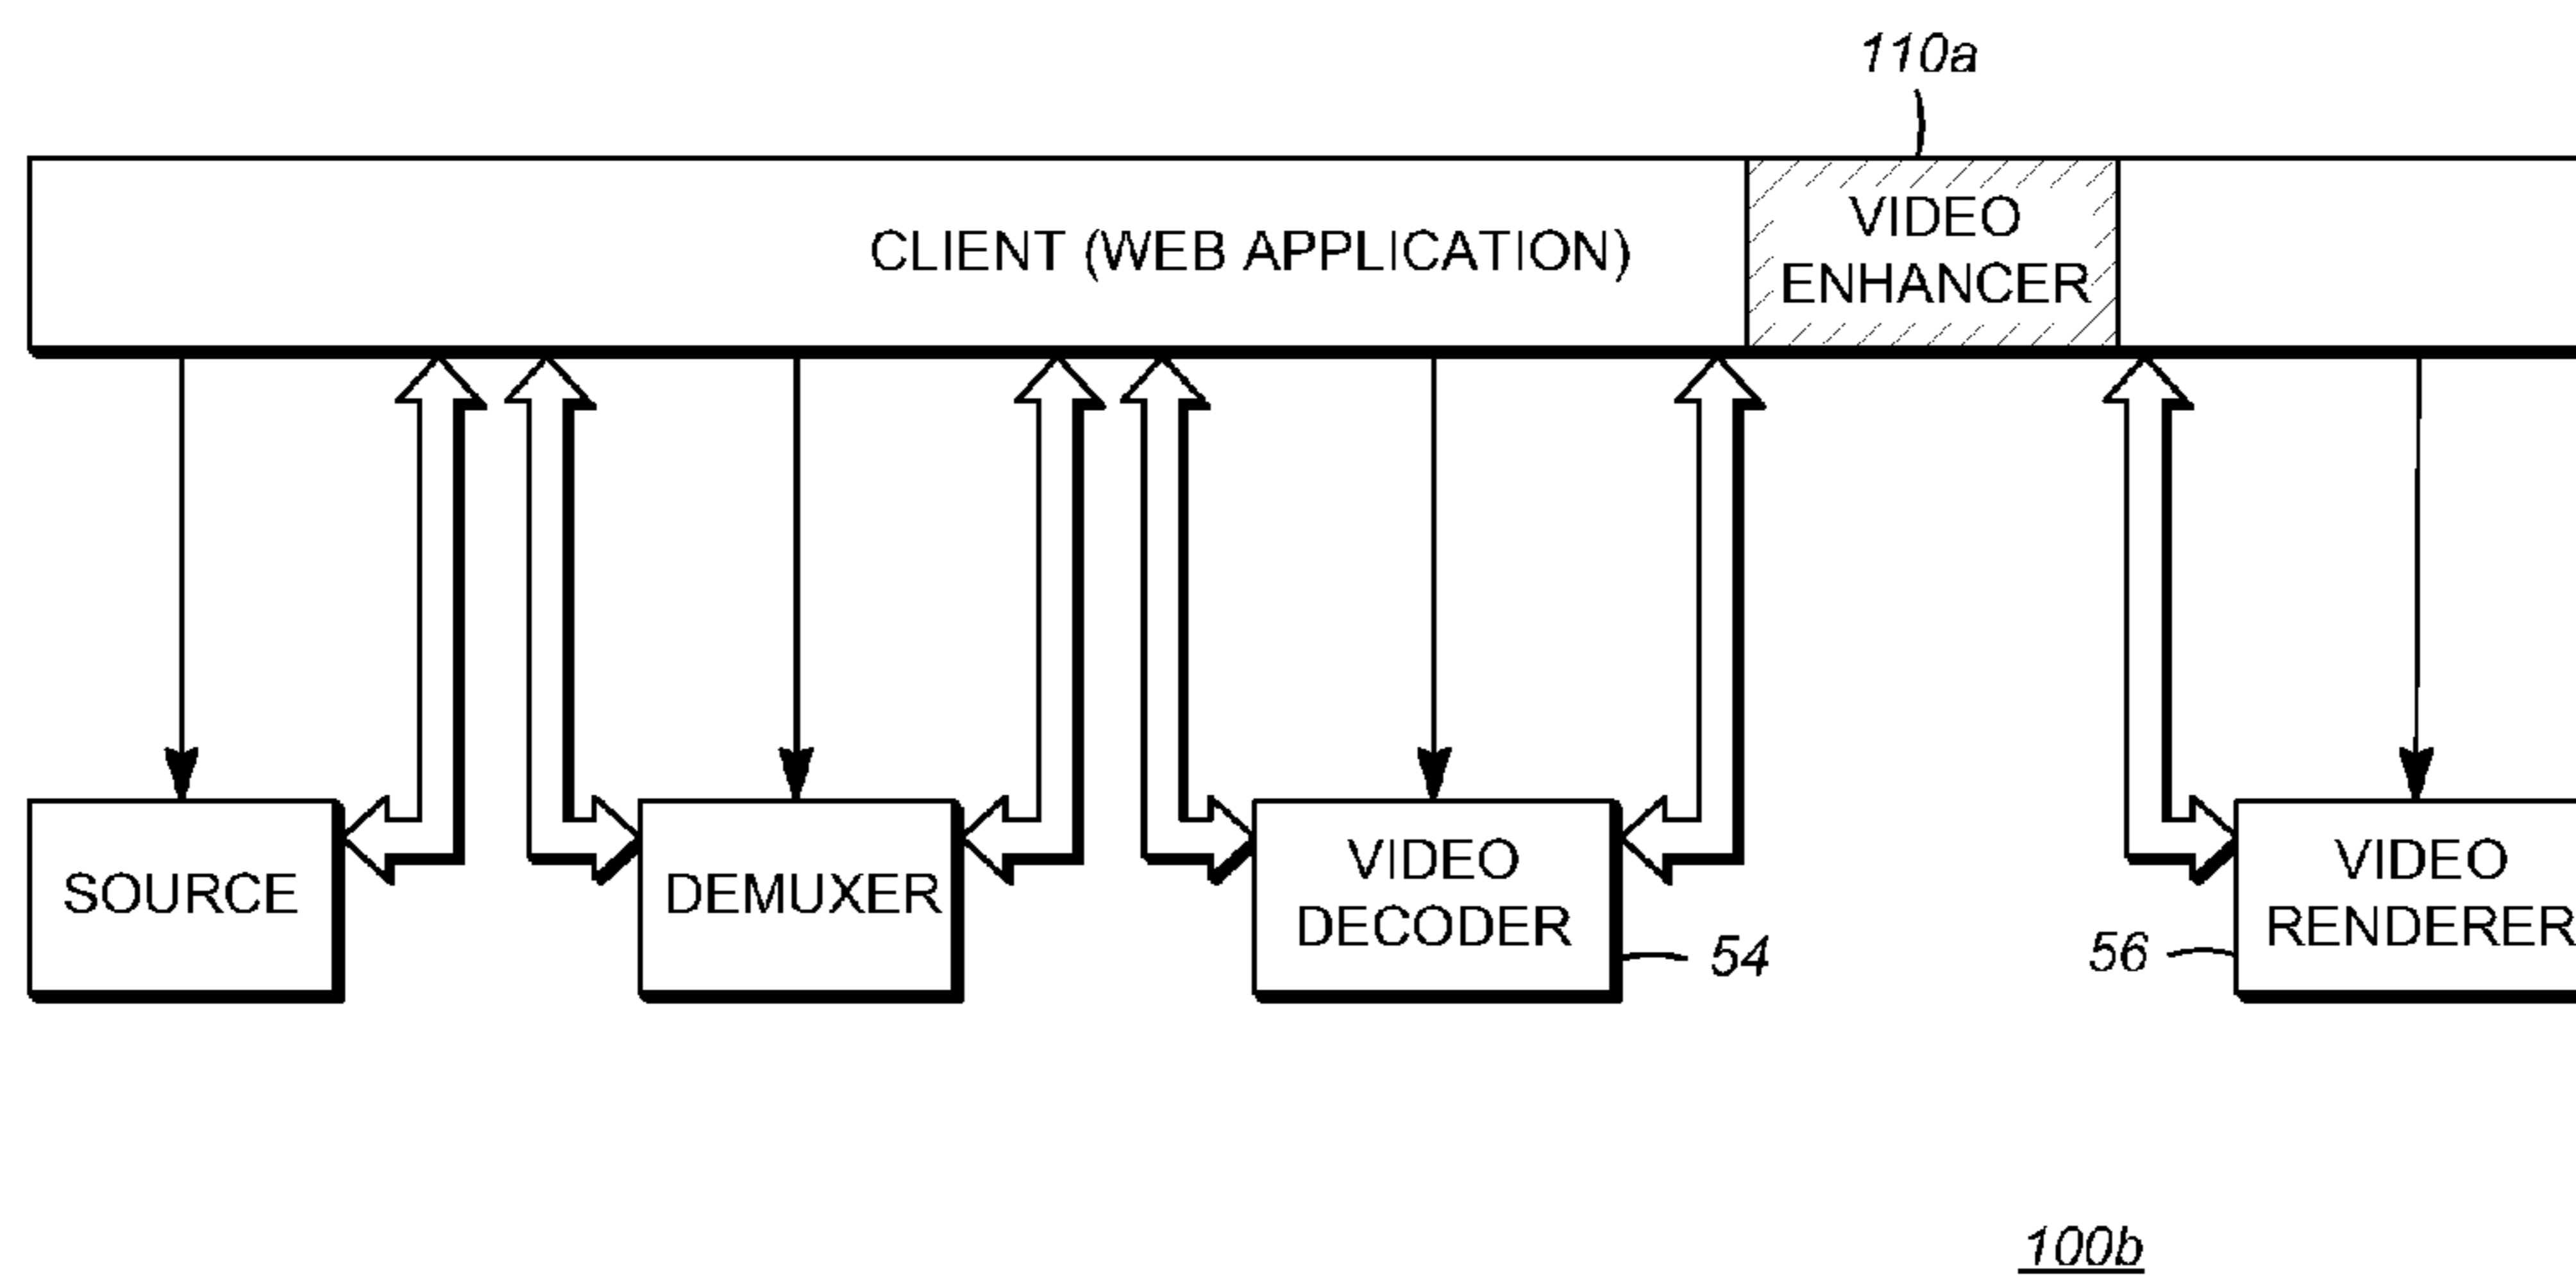 110a
CLIENT (WEB APPLICATION)
VIDEO
ENHANCER
SOURCE
DEMUXER
VIDEO
DECODER
54
56
VIDEO
RENDERER
100b